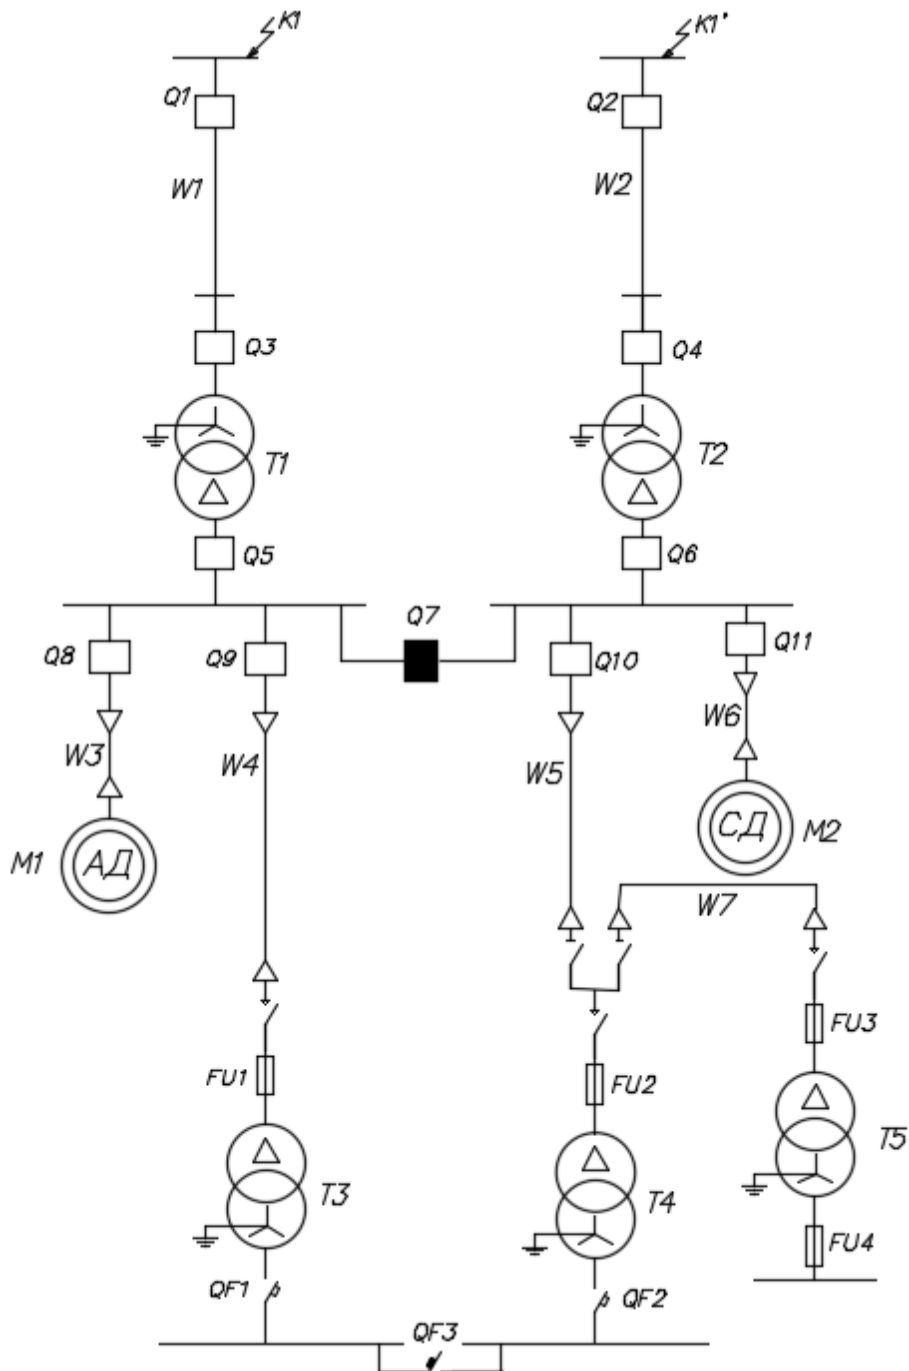 K1 K1'
Q1 Q2
W1 W2
Q3 Q4
T1 T2
Q5 Q6
Q7
Q8 Q9 Q10 Q11
W3 W4 W5 W6
M1 АД СД M2
W7
FU3
FU1 FU2
T5
T3 T4
FU4
QF1 QF2
QF3